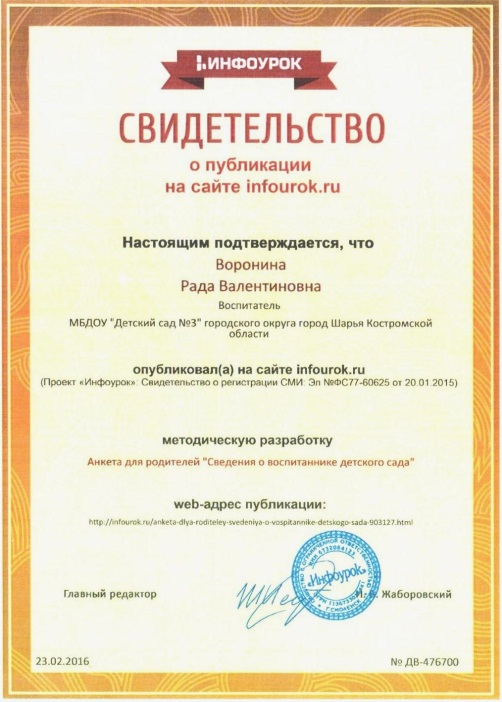 ИНФОУРОК
СВИДЕТЕЛЬСТВО
о публикации
на сайте infourok.ru
Настоящим подтверждается, что
Воронина
Рада Валентиновна
Воспитатель
МБДОУ "Детский сад №3" городского округа город Шарья Костромской
области
опубликовал(а) на сайте infourok.ru
(Проект «Инфоурок»: Свидетельство о регистрации СМИ: Эл №ФС77-60625 от 20.01.2015)
методическую разработку
Анкета для родителей "Сведения о воспитаннике детского сада"
web-адрес публикации:
http://infourok.ru/anketa-dlya-roditeley-svedeniya-o-vospitannike-detskogo-sada-903127.html
«Инфоурок»
Главный редактор
Жаборовский
23.02.2016
№ ДВ-476700